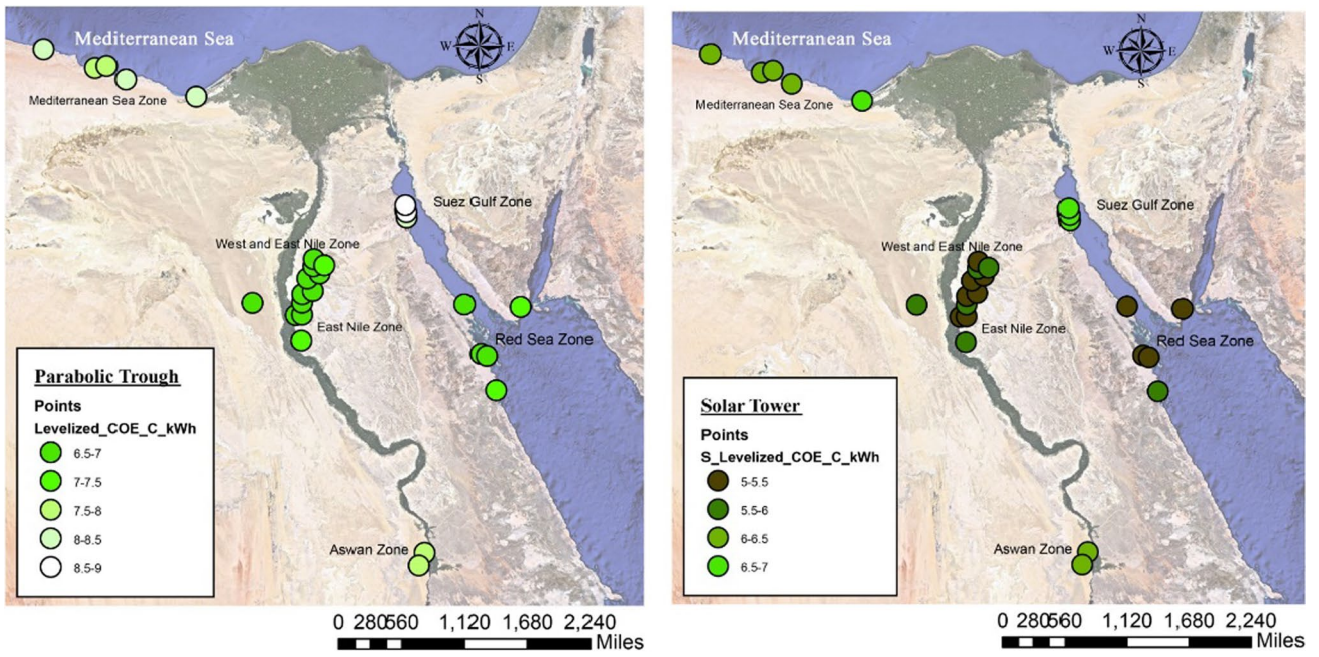 N
W E
S
Mediterranean Sea
Mediterranean Sea Zone
Suez Gulf Zone
West and East Nile Zone
East Nile Zone
Red Sea Zone
Parabolic Trough
Points
Levelized_COE_C_kWh
6.5-7
7-7.5
7.5-8
8-8.5
8.5-9
Aswan Zone
0 280560 1,120 1,680 2,240
Miles
N
W E
S
Mediterranean Sea
Mediterranean Sea Zone
Suez Gulf Zone
West and East Nile Zone
East Nile Zone
Red Sea Zone
Solar Tower
Points
S_Levelized_COE_C_kWh
5-5.5
5.5-6
6-6.5
6.5-7
Aswan Zone
0 280560 1,120 1,680 2,240
Miles